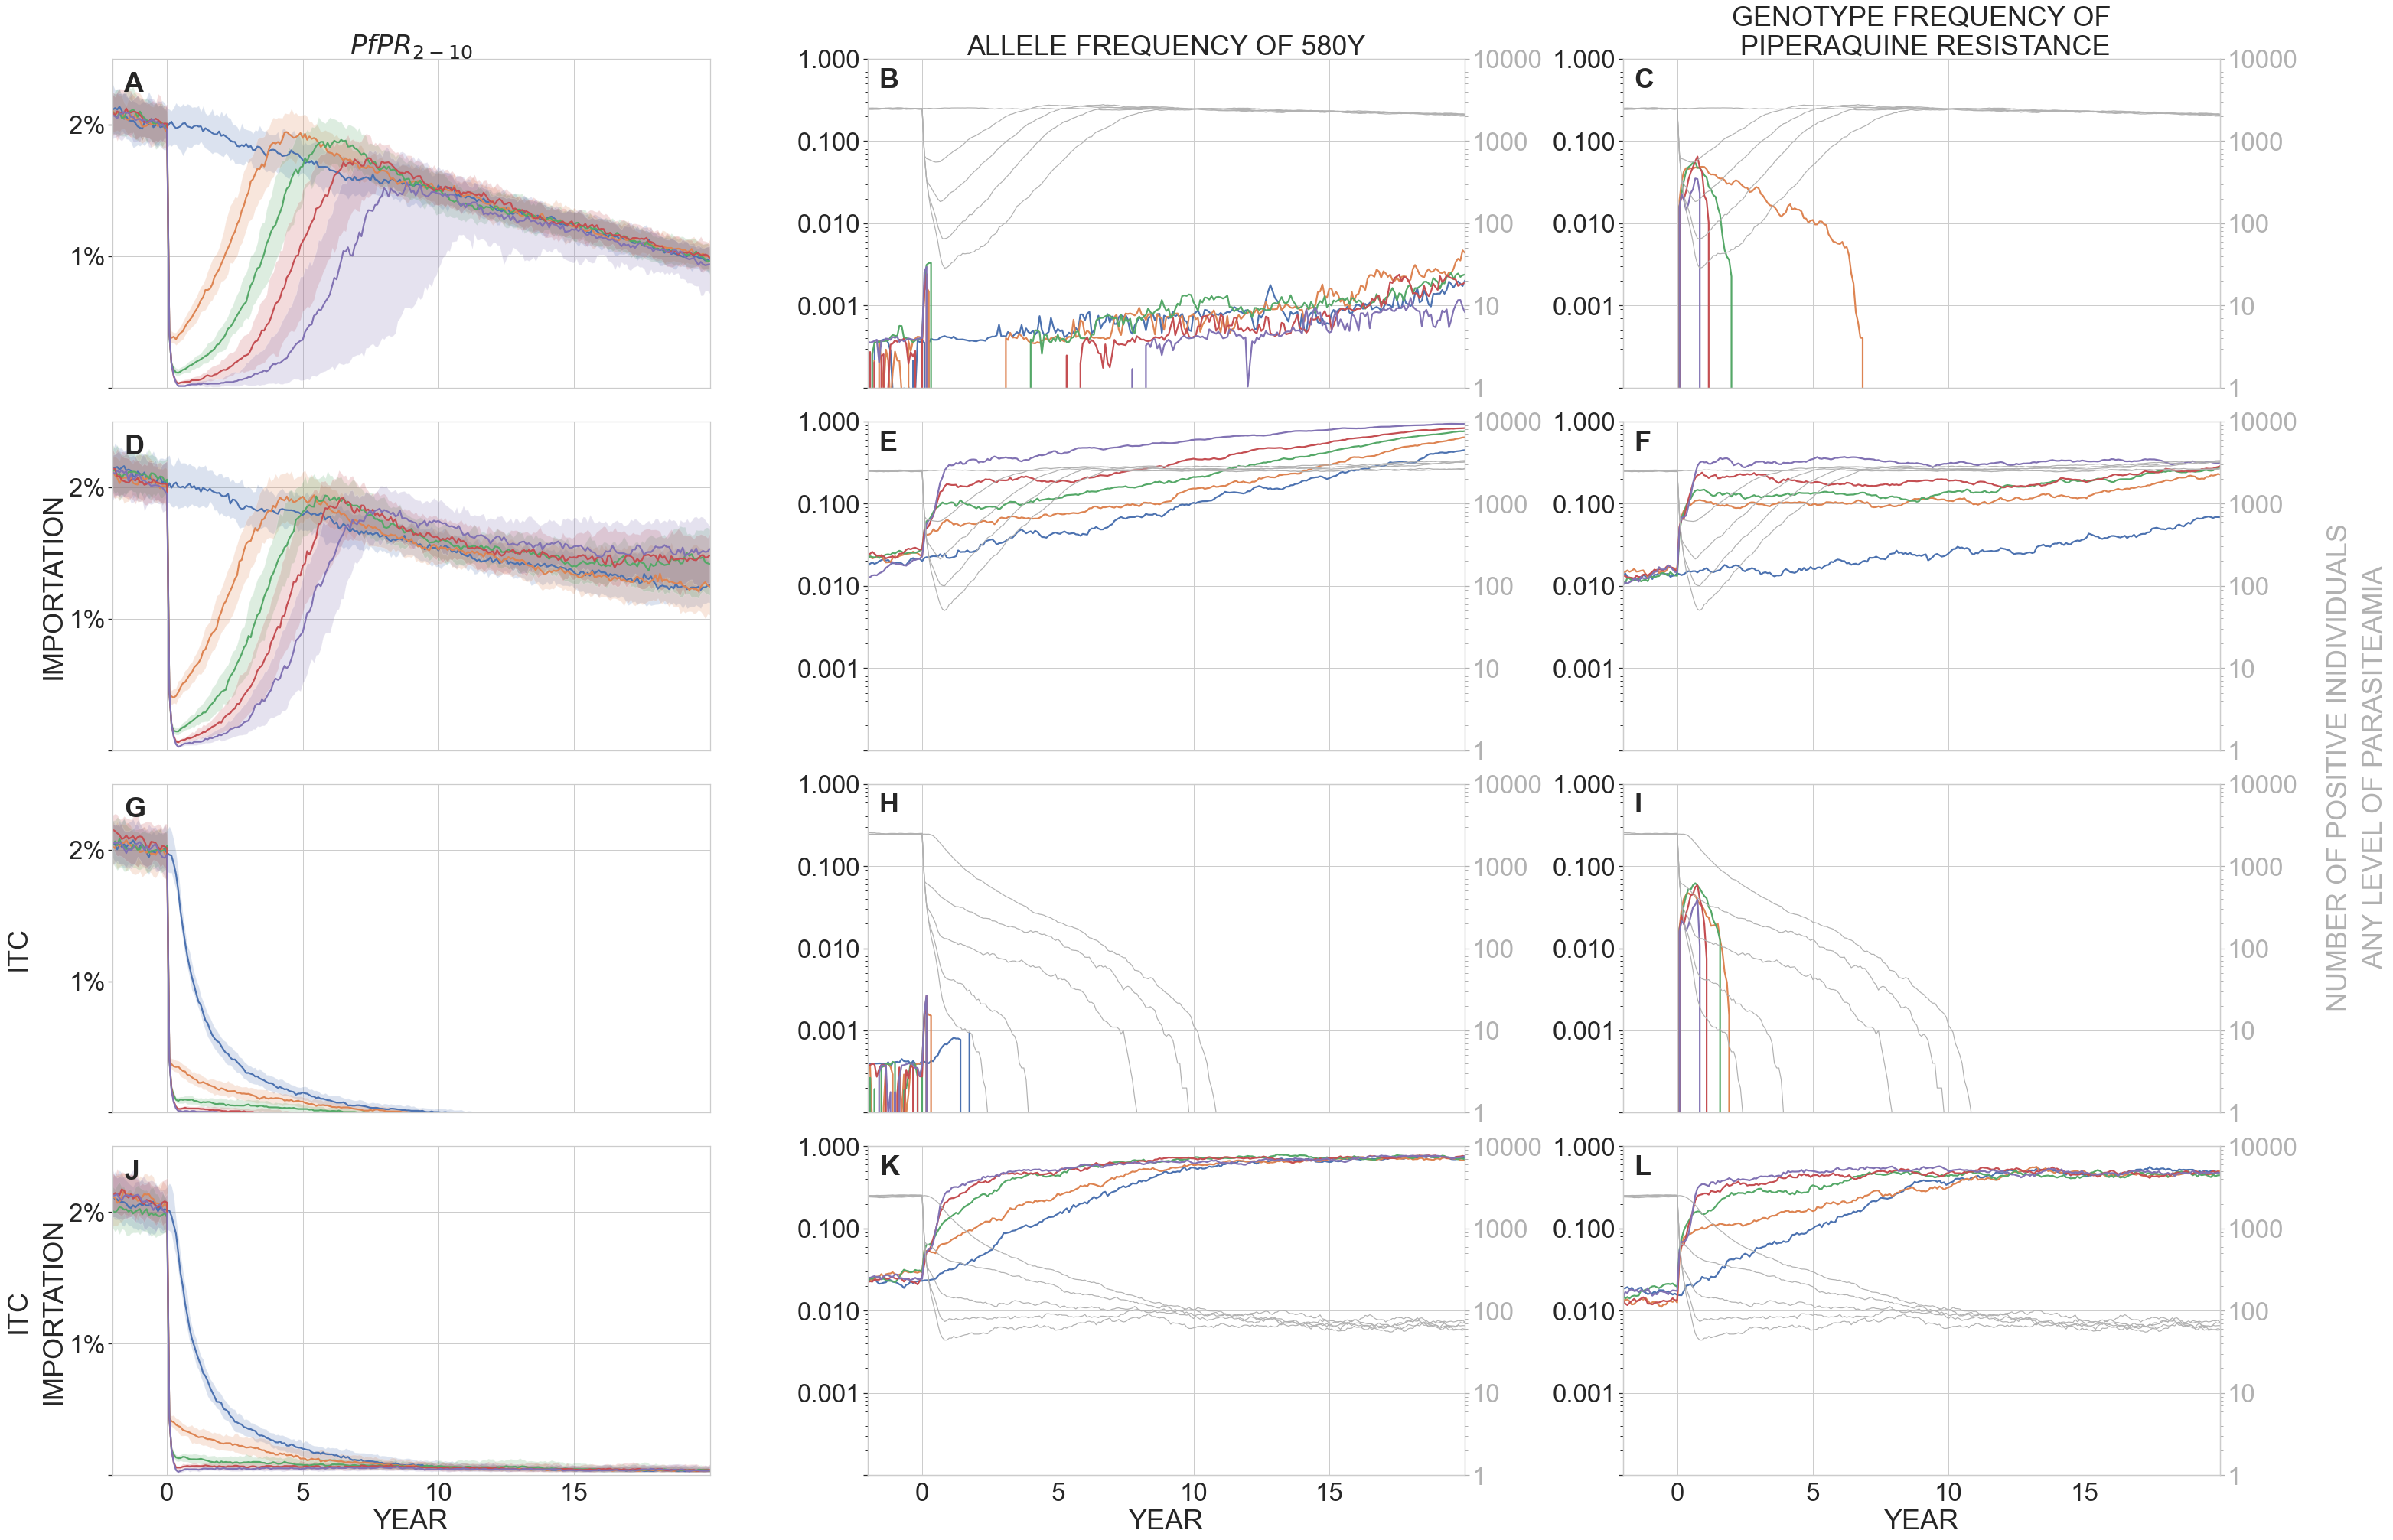 PfPR2−10
ALLELE FREQUENCY OF 580Y
GENOTYPE FREQUENCY OF
PIPERAQUINE RESISTANCE
A
2%
1%
B
1.000
0.100
0.010
0.001
10000
1000
100
10
1
C
1.000
0.100
0.010
0.001
10000
1000
100
10
1
IMPORTATION
D
2%
1%
E
1.000
0.100
0.010
0.001
10000
1000
100
10
1
F
1.000
0.100
0.010
0.001
10000
1000
100
10
1
ITC
G
2%
1%
H
1.000
0.100
0.010
0.001
10000
1000
100
10
1
I
1.000
0.100
0.010
0.001
10000
1000
100
10
1
ITC
IMPORTATION
J
2%
1%
0 5 10 15
YEAR
K
1.000
0.100
0.010
0.001
10000
1000
100
10
1
0 5 10 15
YEAR
L
1.000
0.100
0.010
0.001
10000
1000
100
10
1
0 5 10 15
YEAR
NUMBER OF POSITIVE INIDIVIDUALS
ANY LEVEL OF PARASITEAMIA